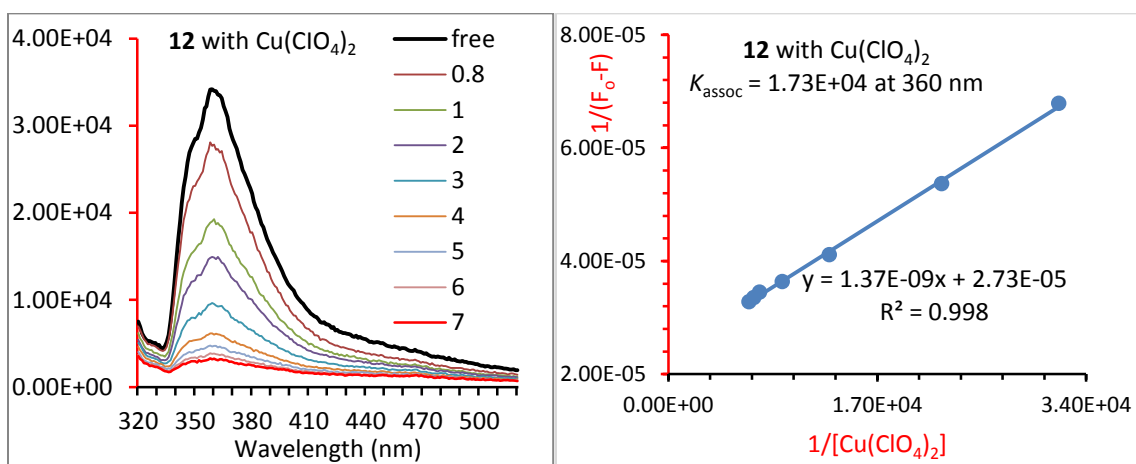 12 with Cu(ClO₄)₂
4.00E+04
3.00E+04
2.00E+04
1.00E+04
0.00E+00
free
0.8
1
2
3
4
5
6
7
320 350 380 410 440 470 500
Wavelength (nm)
12 with Cu(ClO₄)₂
Kassoc = 1.73E+04 at 360 nm
1/(Fₒ-F)
8.00E-05
6.00E-05
4.00E-05
2.00E-05
y = 1.37E-09x + 2.73E-05
R² = 0.998
0.00E+00 1.70E+04 3.40E+04
1/[Cu(ClO₄)₂]